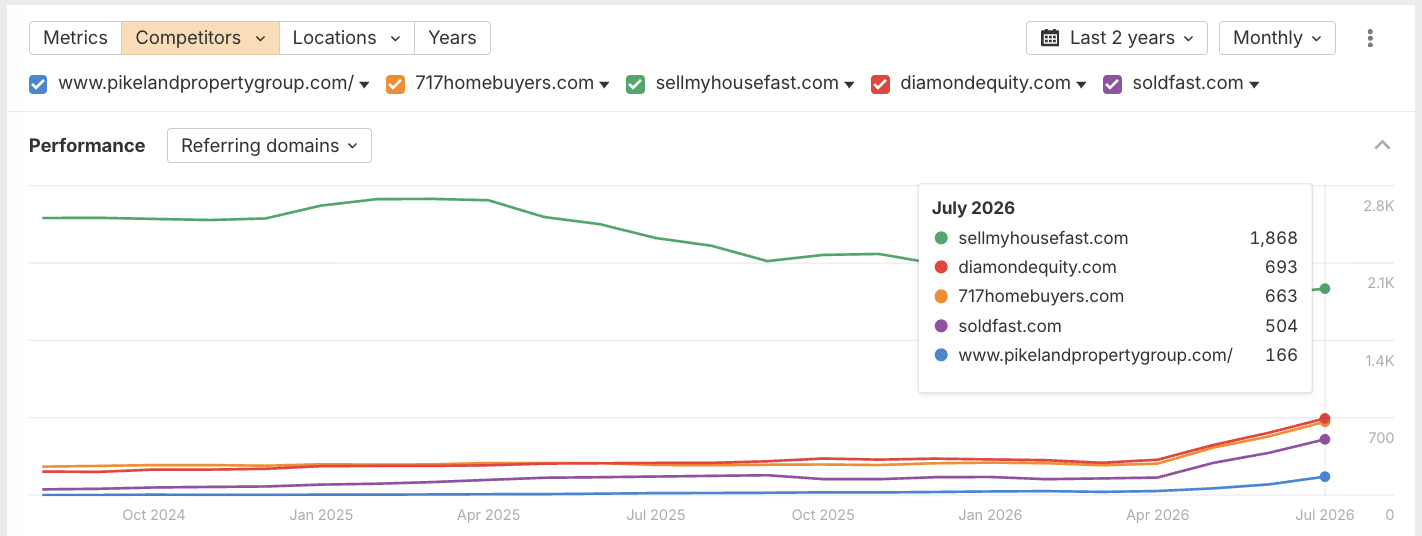 Metrics Competitors Locations Years Last 2 years Monthly
www.pikelandpropertygroup.com/ 717homebuyers.com sellmyhousefast.com diamondequity.com soldfast.com
Performance Referring domains
July 2026
sellmyhousefast.com 1,868
diamondequity.com 693
717homebuyers.com 663
soldfast.com 504
www.pikelandpropertygroup.com/ 166
2.8K
2.1K
1.4K
700
Oct 2024 Jan 2025 Apr 2025 Jul 2025 Oct 2025 Jan 2026 Apr 2026 Jul 2026 0